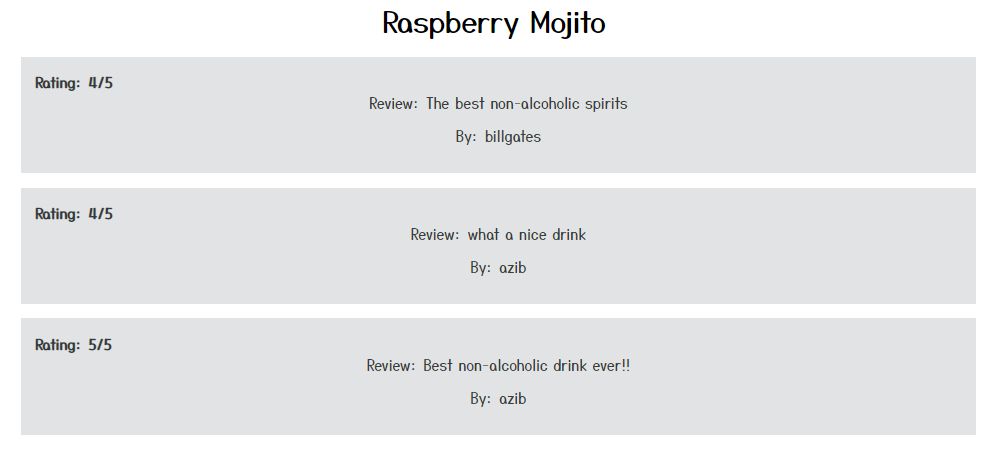 Raspberry Mojito
Rating: 4/5
Review: The best non-alcoholic spirits
By: billgates
Rating: 4/5
Review: what a nice drink
By: azib
Rating: 5/5
Review: Best non-alcoholic drink ever!!
By: azib